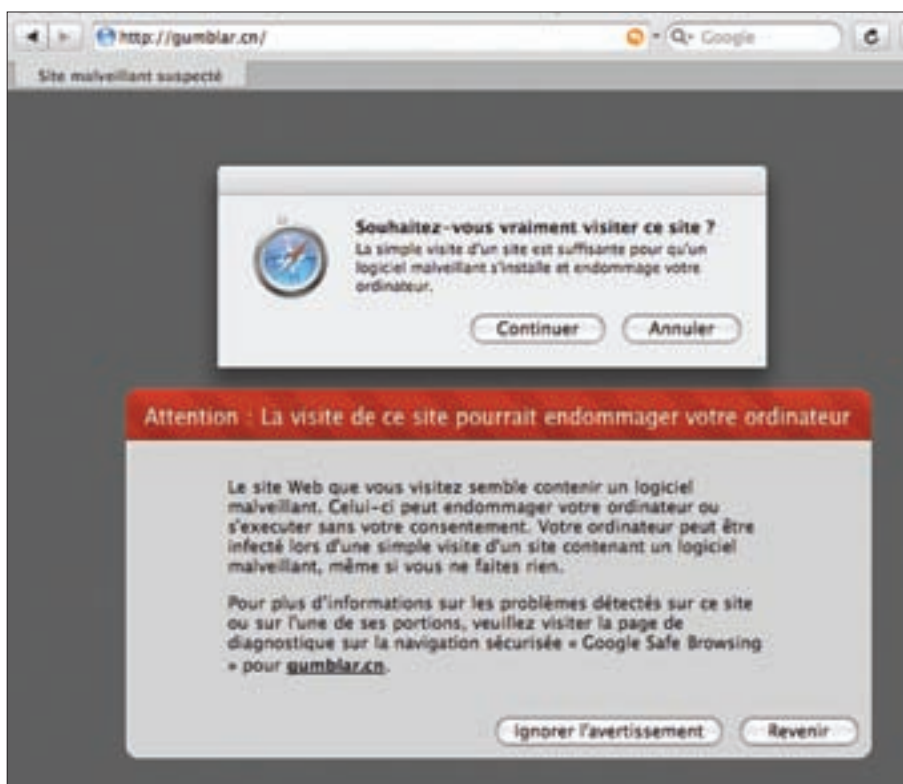 http://gumblar.cn/
Google
Site malveillant suspecté
Souhaitez-vous vraiment visiter ce site ?
La simple visite d'un site est suffisante pour qu'un
logiciel malveillant s'installe et endommage votre
ordinateur.
Continuer
Annuler
Attention : La visite de ce site pourrait endommager votre ordinateur
Le site Web que vous visitez semble contenir un logiciel
malveillant. Celui-ci peut endommager votre ordinateur ou
s'executer sans votre consentement. Votre ordinateur peut être
infecté lors d'une simple visite d'un site contenant un logiciel
malveillant, même si vous ne faites rien.
Pour plus d'informations sur les problèmes détectés sur ce site
ou sur l'une de ses portions, veuillez visiter la page de
diagnostique sur la navigation sécurisée « Google Safe Browsing
» pour gumblar.cn.
Ignorer l'avertissement
Revenir